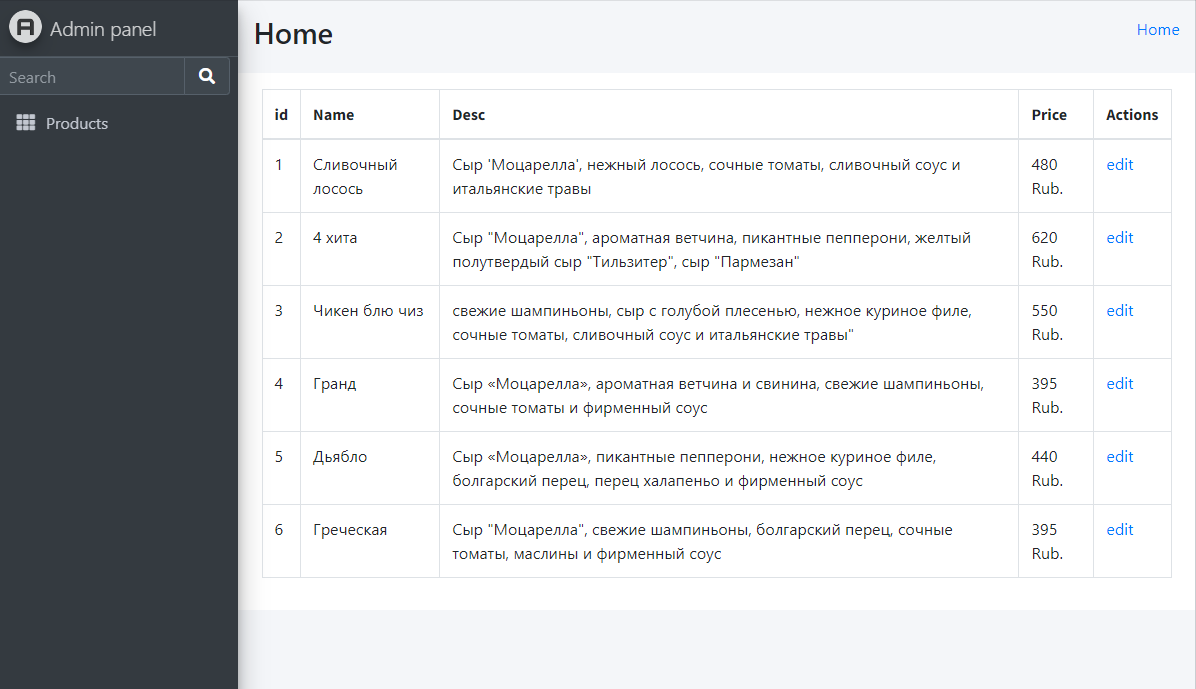 Admin panel
Search
Products
Home
Home
id Name Desc Price Actions
1 Сливочный лосось Сыр 'Моцарелла', нежный лосось, сочные томаты, сливочный соус и итальянские травы 480 Rub. edit
2 4 хита Сыр "Моцарелла", ароматная ветчина, пикантные пепперони, желтый полутвердый сыр "Тильзитер", сыр "Пармезан" 620 Rub. edit
3 Чикен блю чиз свежие шампиньоны, сыр с голубой плесенью, нежное куриное филе, сочные томаты, сливочный соус и итальянские травы" 550 Rub. edit
4 Гранд Сыр «Моцарелла», ароматная ветчина и свинина, свежие шампиньоны, сочные томаты и фирменный соус 395 Rub. edit
5 Дьябло Сыр «Моцарелла», пикантные пепперони, нежное куриное филе, болгарский перец, перец халапеньо и фирменный соус 440 Rub. edit
6 Греческая Сыр "Моцарелла", свежие шампиньоны, болгарский перец, сочные томаты, маслины и фирменный соус 395 Rub. edit